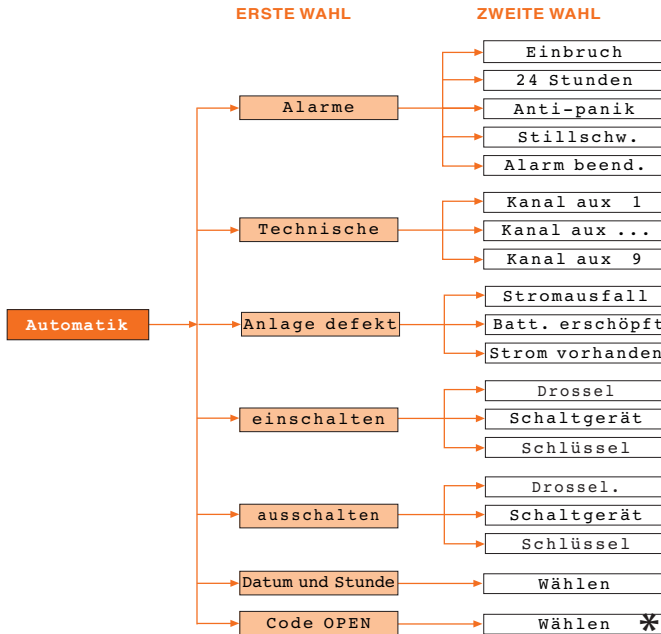 ERSTE WAHL
ZWEITE WAHL
Automatik
Alarme
Einbruch
24 Stunden
Anti-panik
Stillschw.
Alarm beend.
Technische
Kanal aux 1
Kanal aux ...
Kanal aux 9
Anlage defekt
Stromausfall
Batt. erschöpft
Strom vorhanden
einschalten
Drossel
Schaltgerät
Schlüssel
ausschalten
Drossel.
Schaltgerät
Schlüssel
Datum und Stunde
Wählen
Code OPEN
Wählen *